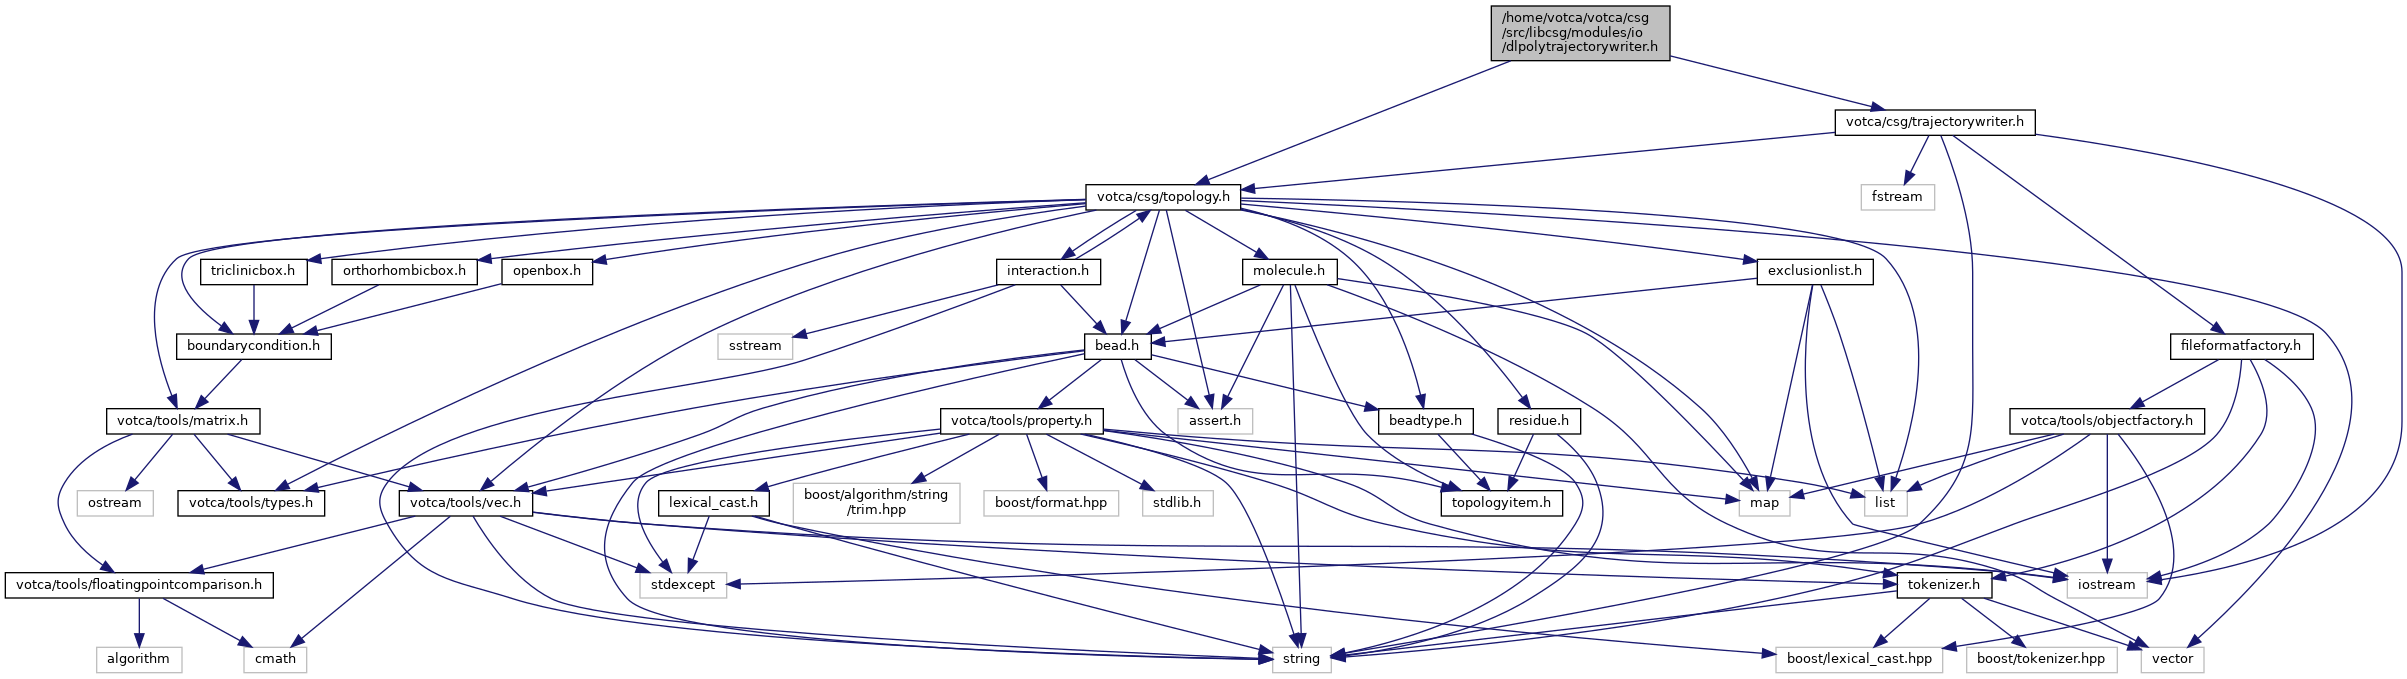 /home/votca/votca/csg
/src/libcsg/modules/io
/dlpolytrajectorywriter.h
votca/csg/trajectorywriter.h
votca/csg/topology.h
fstream
triclinicbox.h
orthorhombicbox.h
openbox.h
interaction.h
molecule.h
exclusionlist.h
boundarycondition.h
sstream
bead.h
fileformatfactory.h
votca/tools/matrix.h
votca/tools/property.h
assert.h
beadtype.h
residue.h
votca/tools/objectfactory.h
ostream
votca/tools/types.h
votca/tools/vec.h
lexical_cast.h
boost/algorithm/string
/trim.hpp
boost/format.hpp
stdlib.h
topologyitem.h
map
list
votca/tools/floatingpointcomparison.h
stdexcept
tokenizer.h
iostream
algorithm
cmath
string
boost/lexical_cast.hpp
boost/tokenizer.hpp
vector